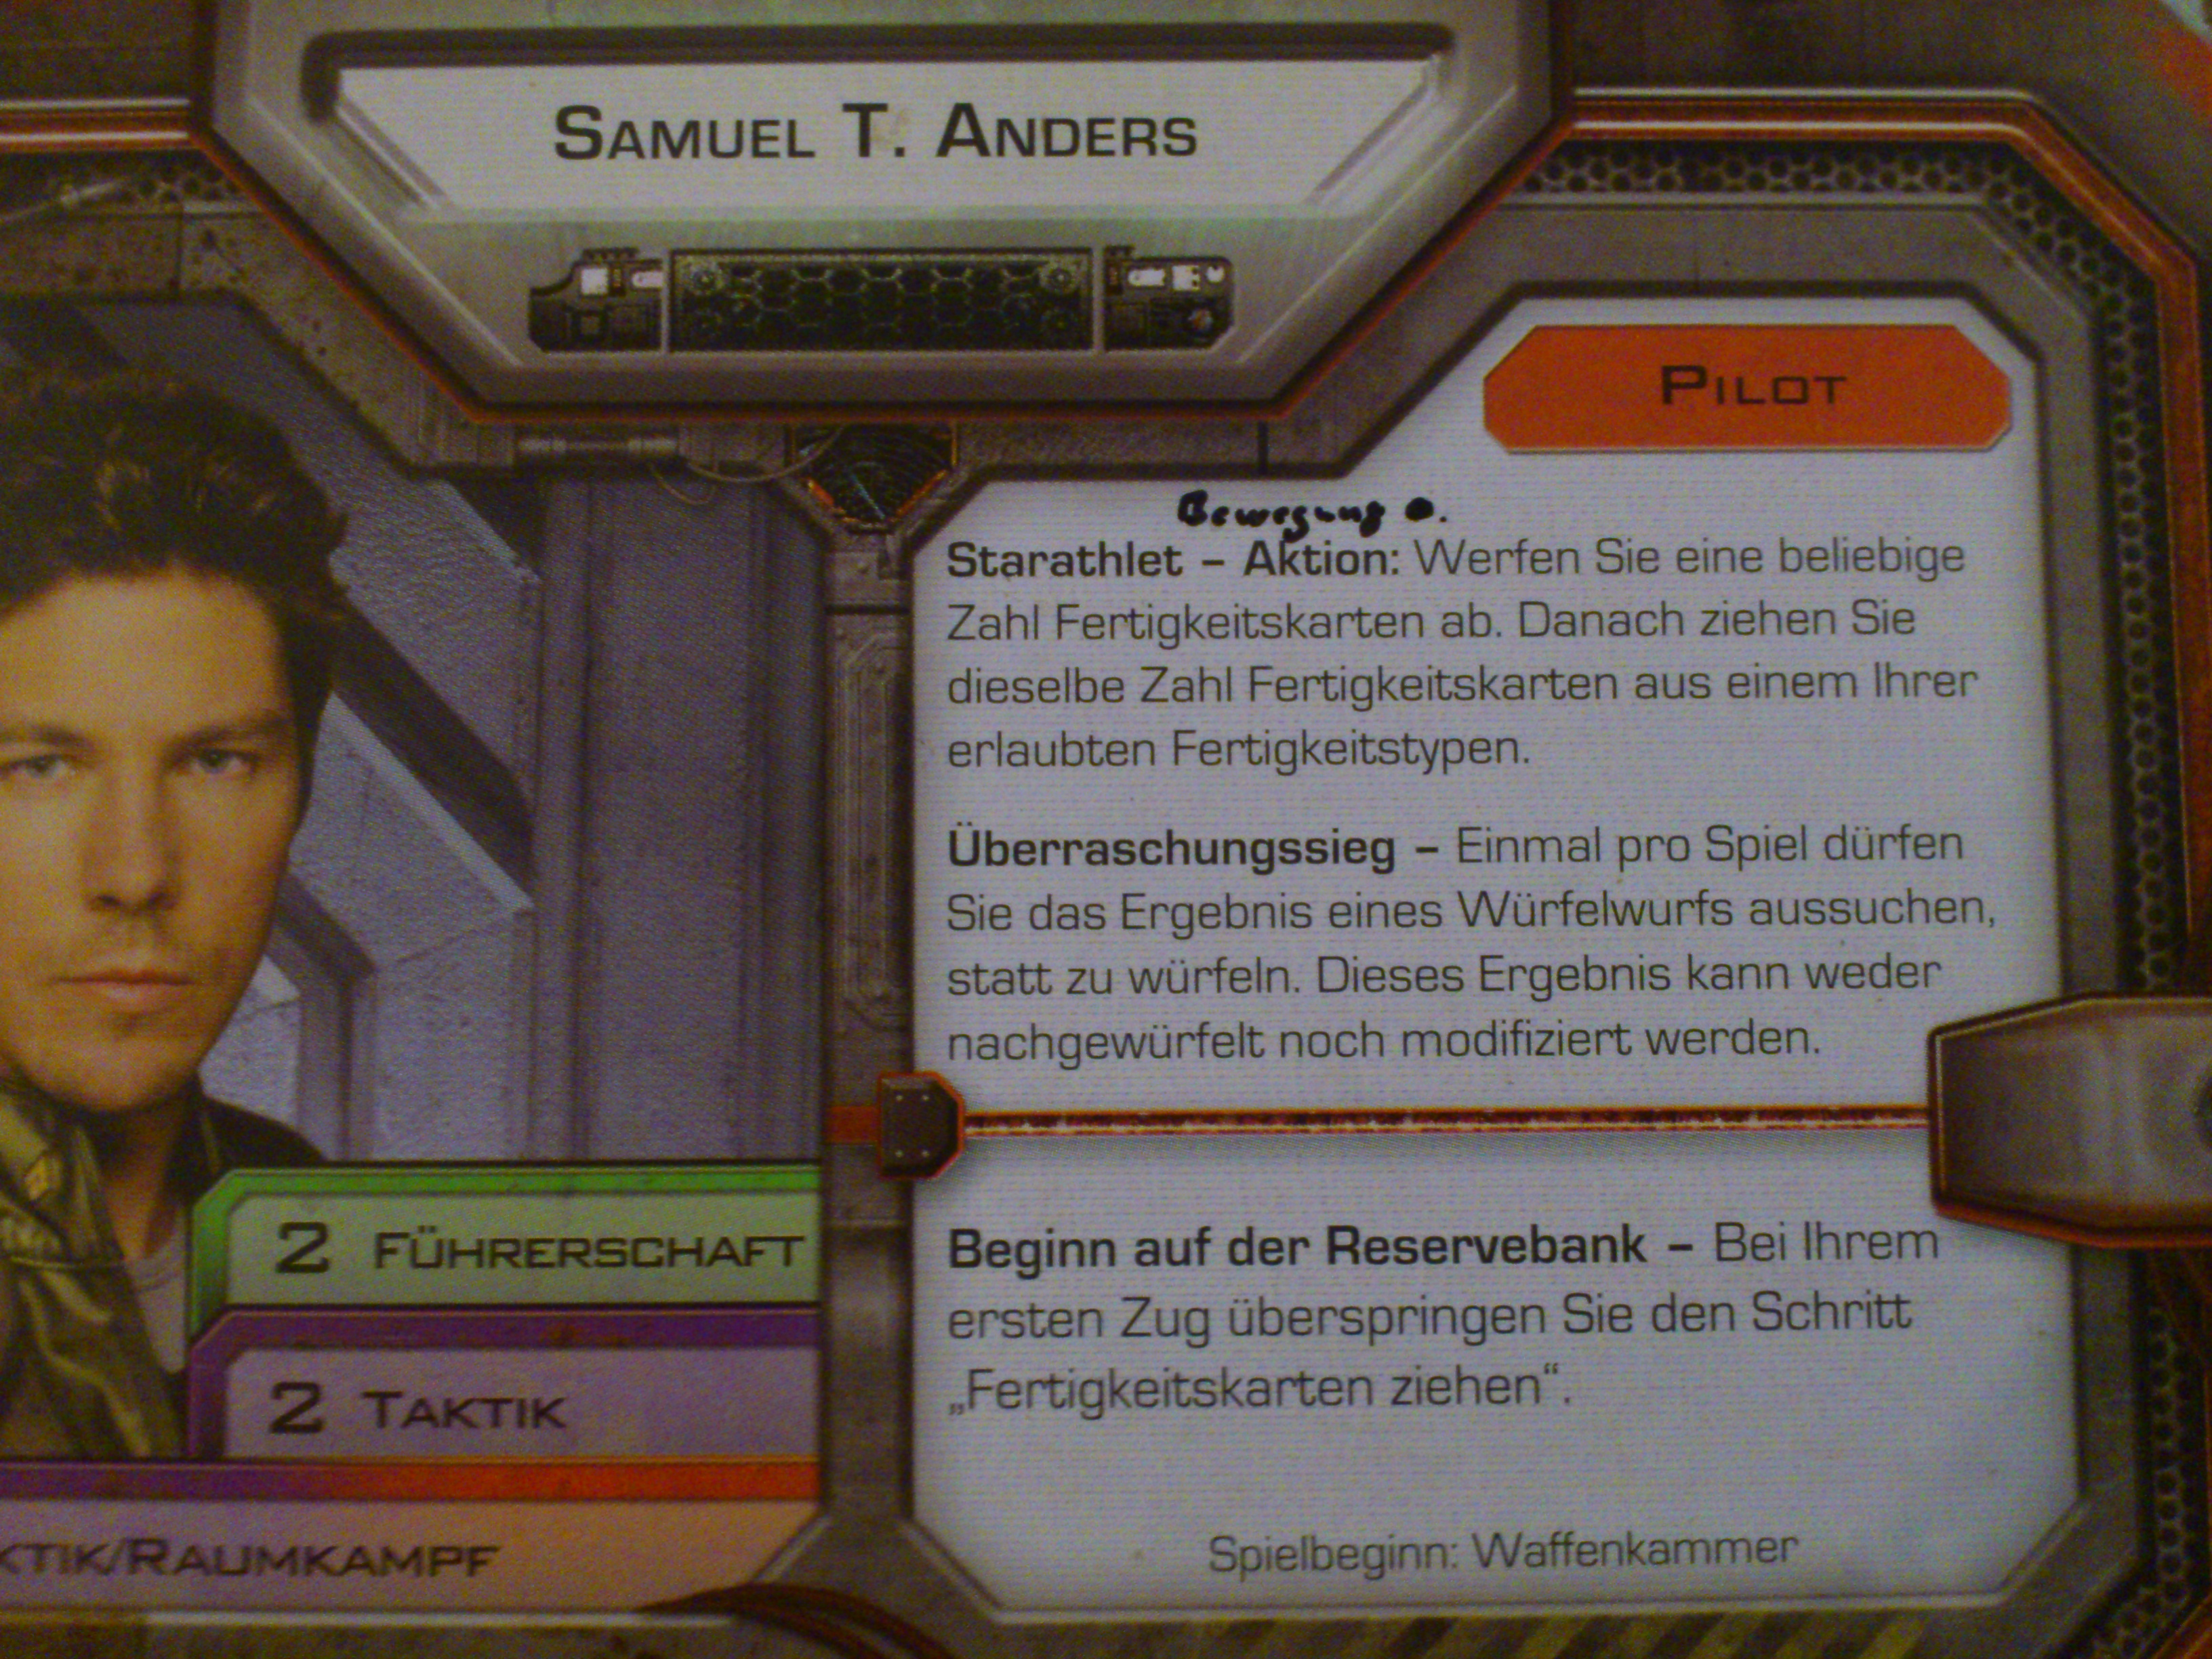 SAMUEL T. ANDERS
PILOT
Bewegung o.
Starathlet – Aktion: Werfen Sie eine beliebige
Zahl Fertigkeitskarten ab. Danach ziehen Sie
dieselbe Zahl Fertigkeitskarten aus einem Ihrer
erlaubten Fertigkeitstypen.
Überraschungssieg – Einmal pro Spiel dürfen
Sie das Ergebnis eines Würfelwurfs aussuchen,
statt zu würfeln. Dieses Ergebnis kann weder
nachgewürfelt noch modifiziert werden.
Beginn auf der Reservebank – Bei Ihrem
ersten Zug überspringen Sie den Schritt
„Fertigkeitskarten ziehen“.
Spielbeginn: Waffenkammer
2 FÜHRERSCHAFT
2 TAKTIK
KTIK/RAUMKAMPF